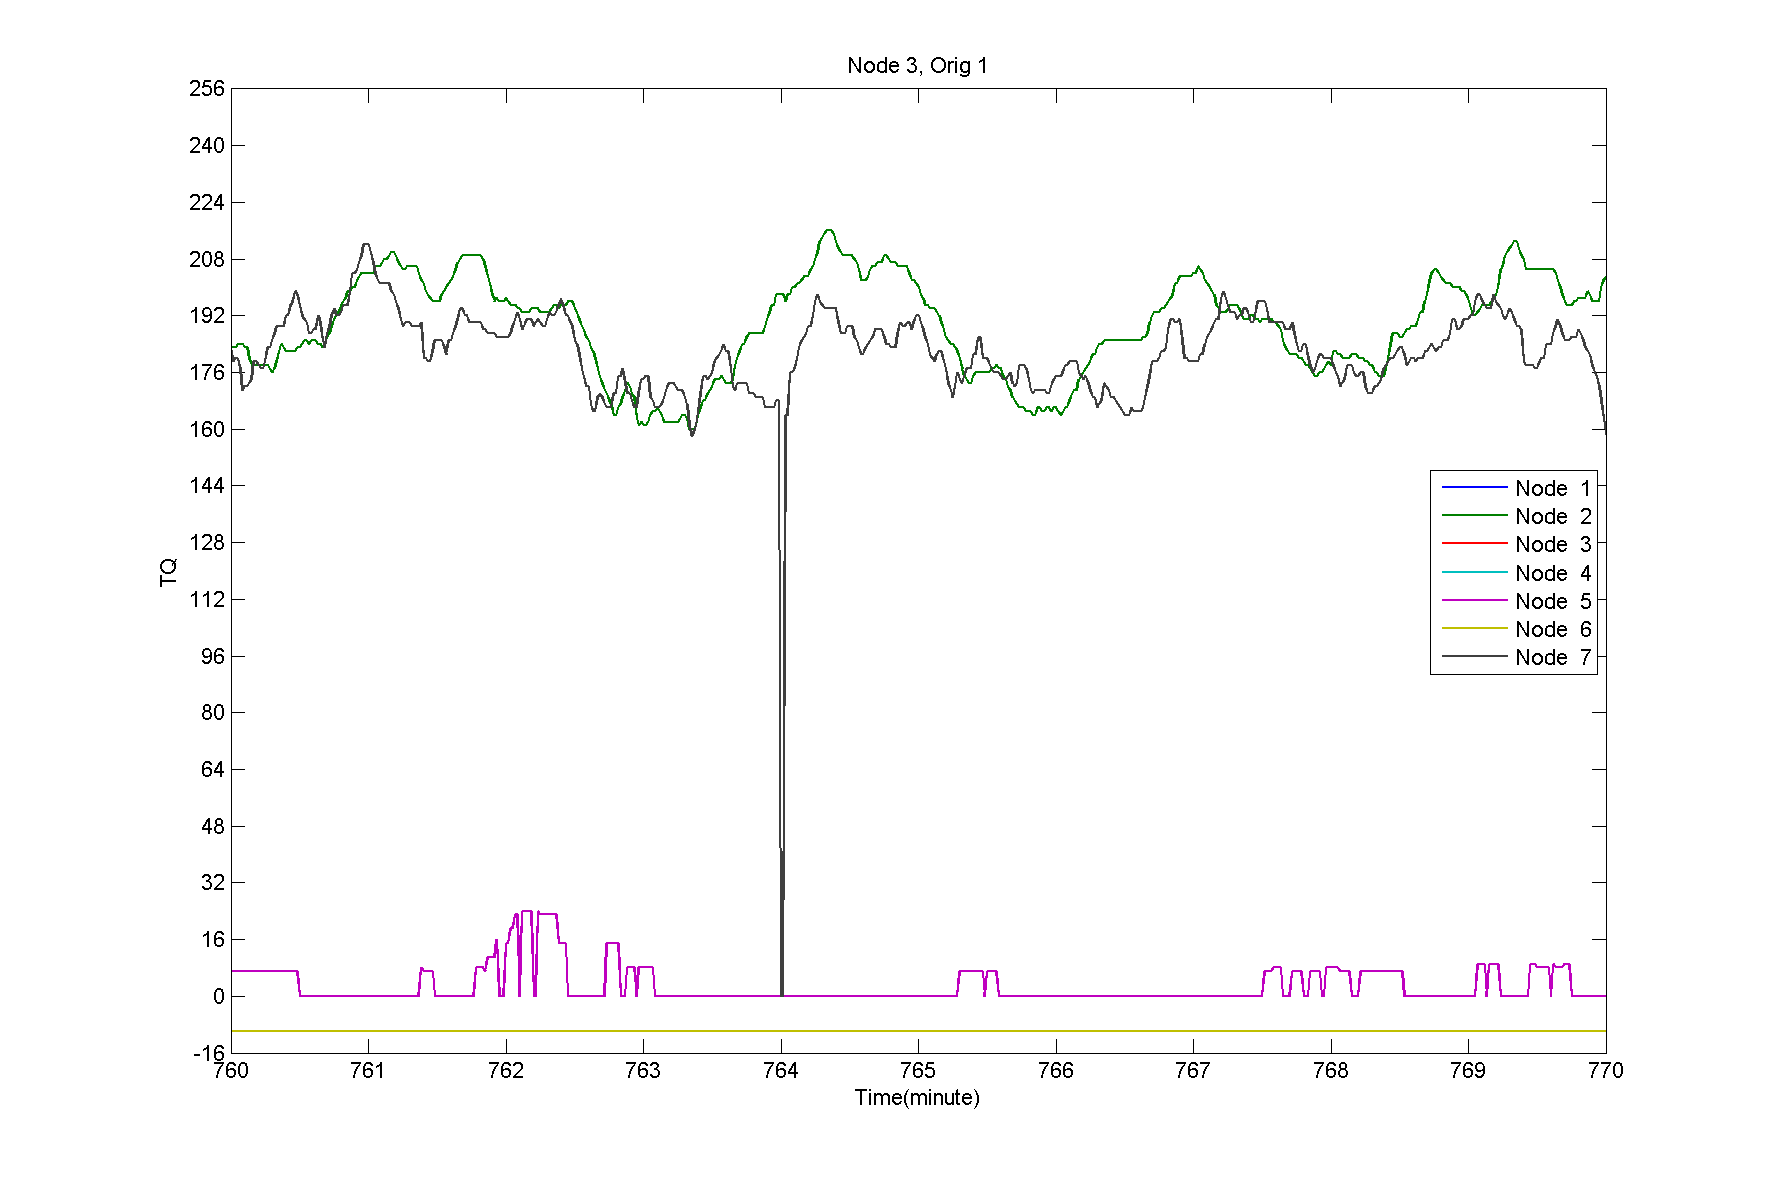 Node 3, Orig 1
256
240
224
208
192
176
160
144
128
112
96
80
64
48
32
16
0
-16
TQ
Node 1
Node 2
Node 3
Node 4
Node 5
Node 6
Node 7
760 761 762 763 764 765 766 767 768 769 770
Time(minute)